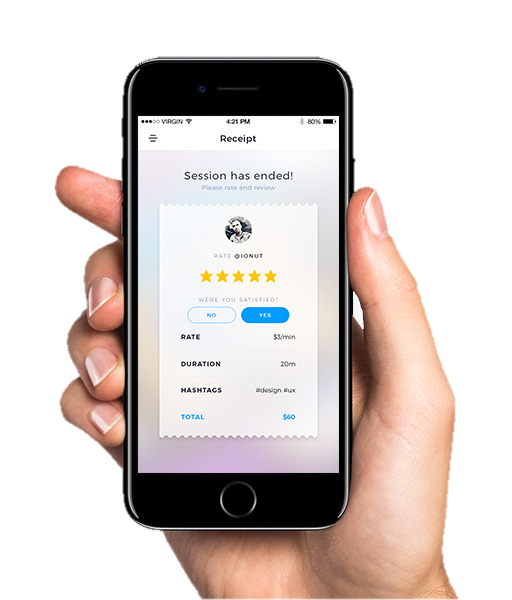 VIRGIN 4:21 PM 80%
Receipt
Session has ended!
Please rate and review
RATE @IONUT
WERE YOU SATISFIED?
NO YES
RATE $3/min
DURATION 20m
HASHTAGS #design #ux
TOTAL $60